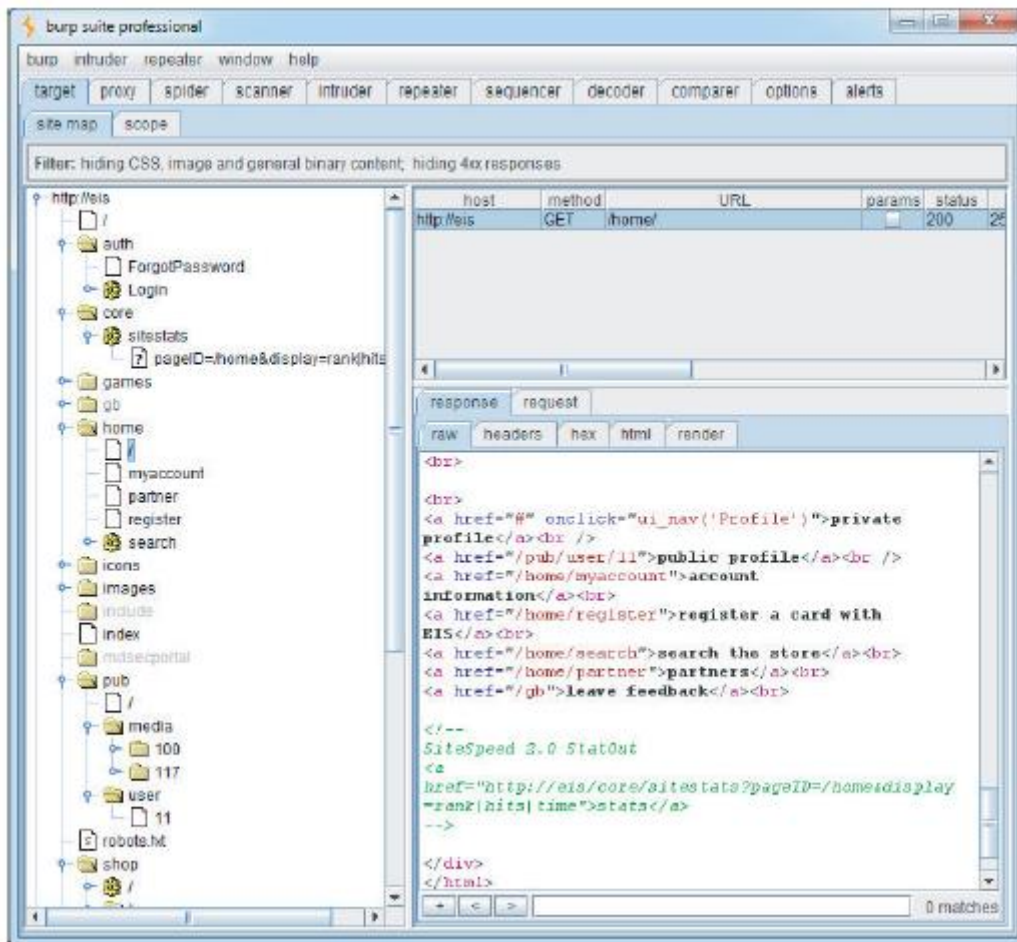 burp suite professional
burp intruder repeater window help
target proxy spider scanner intruder repeater sequencer decoder comparer options alerts
site map scope
Filter: hiding CSS, image and general binary content; hiding 4xx responses
http://eis
/
auth
ForgotPassword
Login
core
sitestats
pageID=/home&display=rank|hits
games
gb
home
/
myaccount
partner
register
search
icons
images
include
index
mdsecportal
pub
/
media
100
117
user
11
robots.txt
shop
/
host method URL params status
http://eis GET /home/ 200 25
response request
raw headers hex html render
<br>
<br>
<a href="#" onclick="ui_nav('Profile')">private
profile</a><br />
<a href="/pub/user/11">public profile</a><br />
<a href="/home/myaccount">account
information</a><br>
<a href="/home/register">register a card with
EIS</a><br>
<a href="/home/search">search the store</a><br>
<a href="/home/partner">partners</a><br>
<a href="/gb">leave feedback</a><br>
<!--
SiteSpeed 2.0 StatOut
<a
href="http://eis/core/sitestats?pageID=/home&display
=rank|hits|time">stats</a>
-->
</div>
</html>
+ < >
0 matches